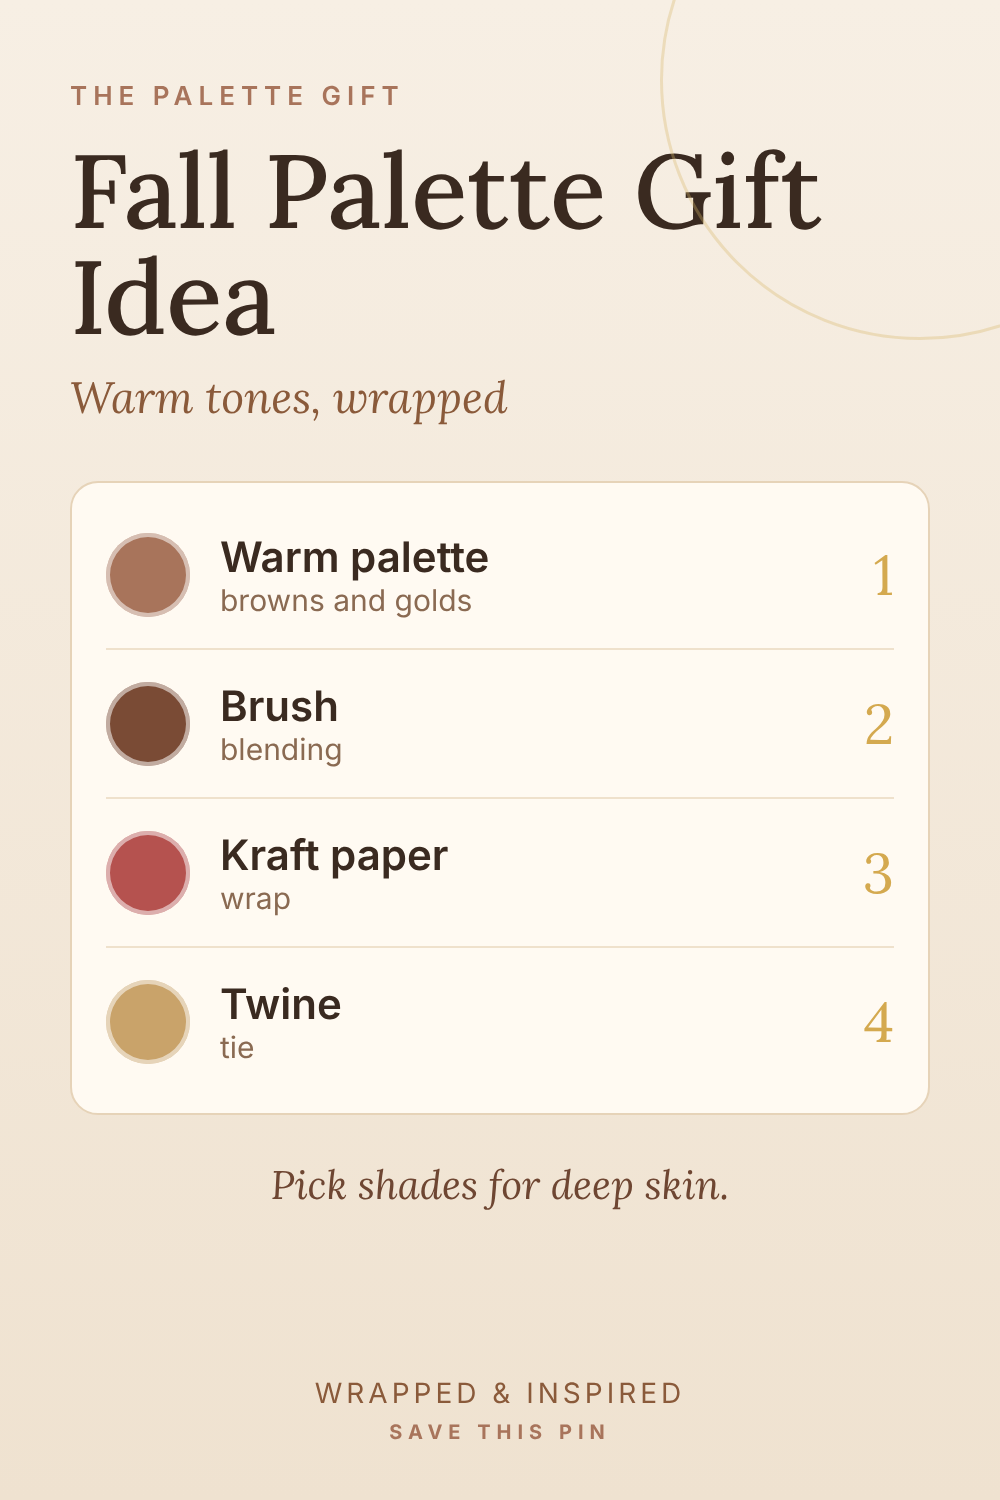 THE PALETTE GIFT
Fall Palette Gift
Idea
Warm tones, wrapped
Warm palette
browns and golds
1
Brush
blending
2
Kraft paper
wrap
3
Twine
tie
4
Pick shades for deep skin.
WRAPPED & INSPIRED
SAVE THIS PIN